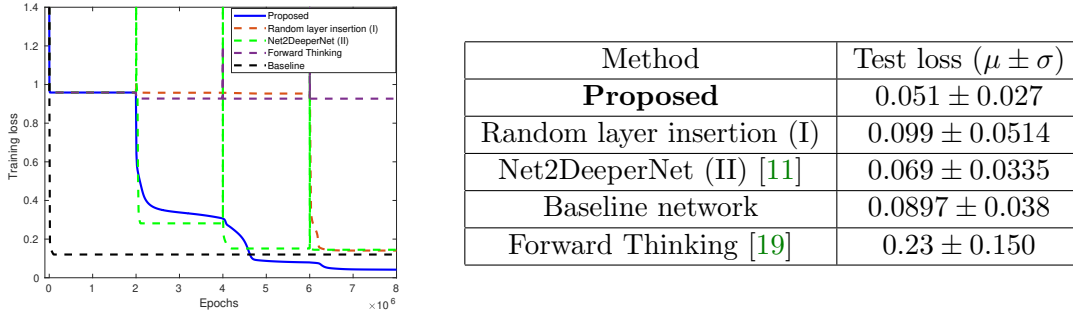 1.4
1.2
1
0.8
0.6
0.4
0.2
0
Training loss
Proposed
Random layer insertion (I)
Net2DeeperNet (II)
Forward Thinking
Baseline
0 1 2 3 4 5 6 7 8
Epochs
×10^6
Method Test loss (μ ± σ)
Proposed 0.051 ± 0.027
Random layer insertion (I) 0.099 ± 0.0514
Net2DeeperNet (II) [11] 0.069 ± 0.0335
Baseline network 0.0897 ± 0.038
Forward Thinking [19] 0.23 ± 0.150